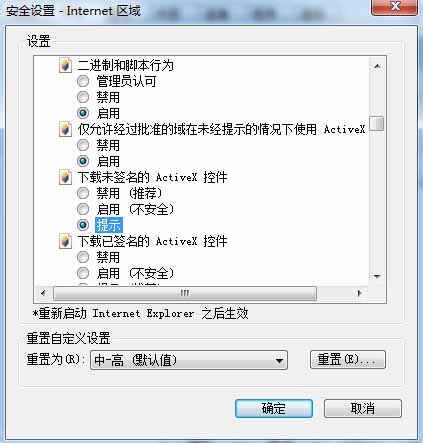 安全设置 - Internet 区域
设置
二进制和脚本行为
管理员认可
禁用
启用
仅允许经过批准的域在未经提示的情况下使用 ActiveX
禁用
启用
下载未签名的 ActiveX 控件
禁用 (推荐)
启用 (不安全)
提示
下载已签名的 ActiveX 控件
禁用
启用 (不安全)
*重新启动 Internet Explorer 之后生效
重置自定义设置
重置为(R): 中-高 (默认值) 重置(E)...
确定 取消